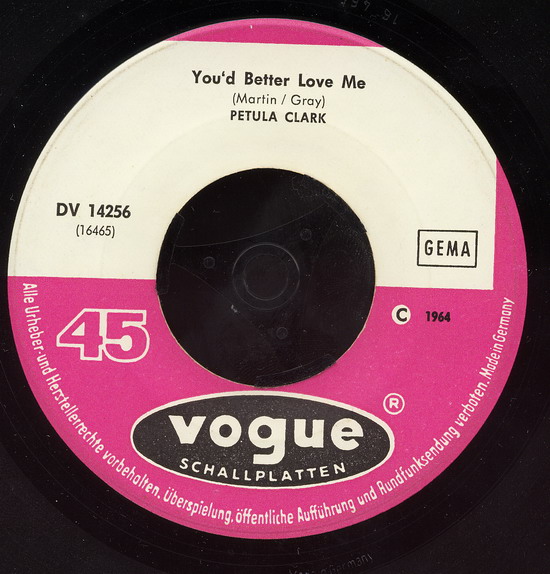 You'd Better Love Me
(Martin / Gray)
PETULA CLARK
DV 14256
(16465)
GEMA
45
C 1964
vogue ®
SCHALLPLATTEN
Alle Urheber- und Herstellerrechte vorbehalten. Überspielung, öffentliche Aufführung und Rundfunksendung verboten. Made in Germany